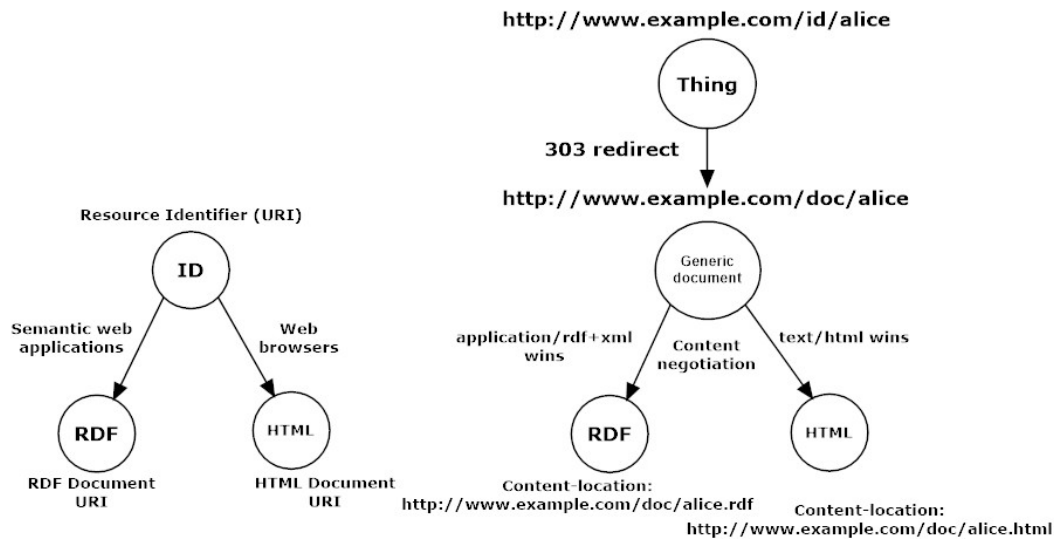 Resource Identifier (URI)
ID
Semantic web
applications
Web
browsers
RDF
HTML
RDF Document
URI
HTML Document
URI
http://www.example.com/id/alice
Thing
303 redirect
http://www.example.com/doc/alice
Generic
document
application/rdf+xml
wins
Content
negotiation
text/html wins
RDF
HTML
Content-location:
http://www.example.com/doc/alice.rdf
Content-location:
http://www.example.com/doc/alice.html